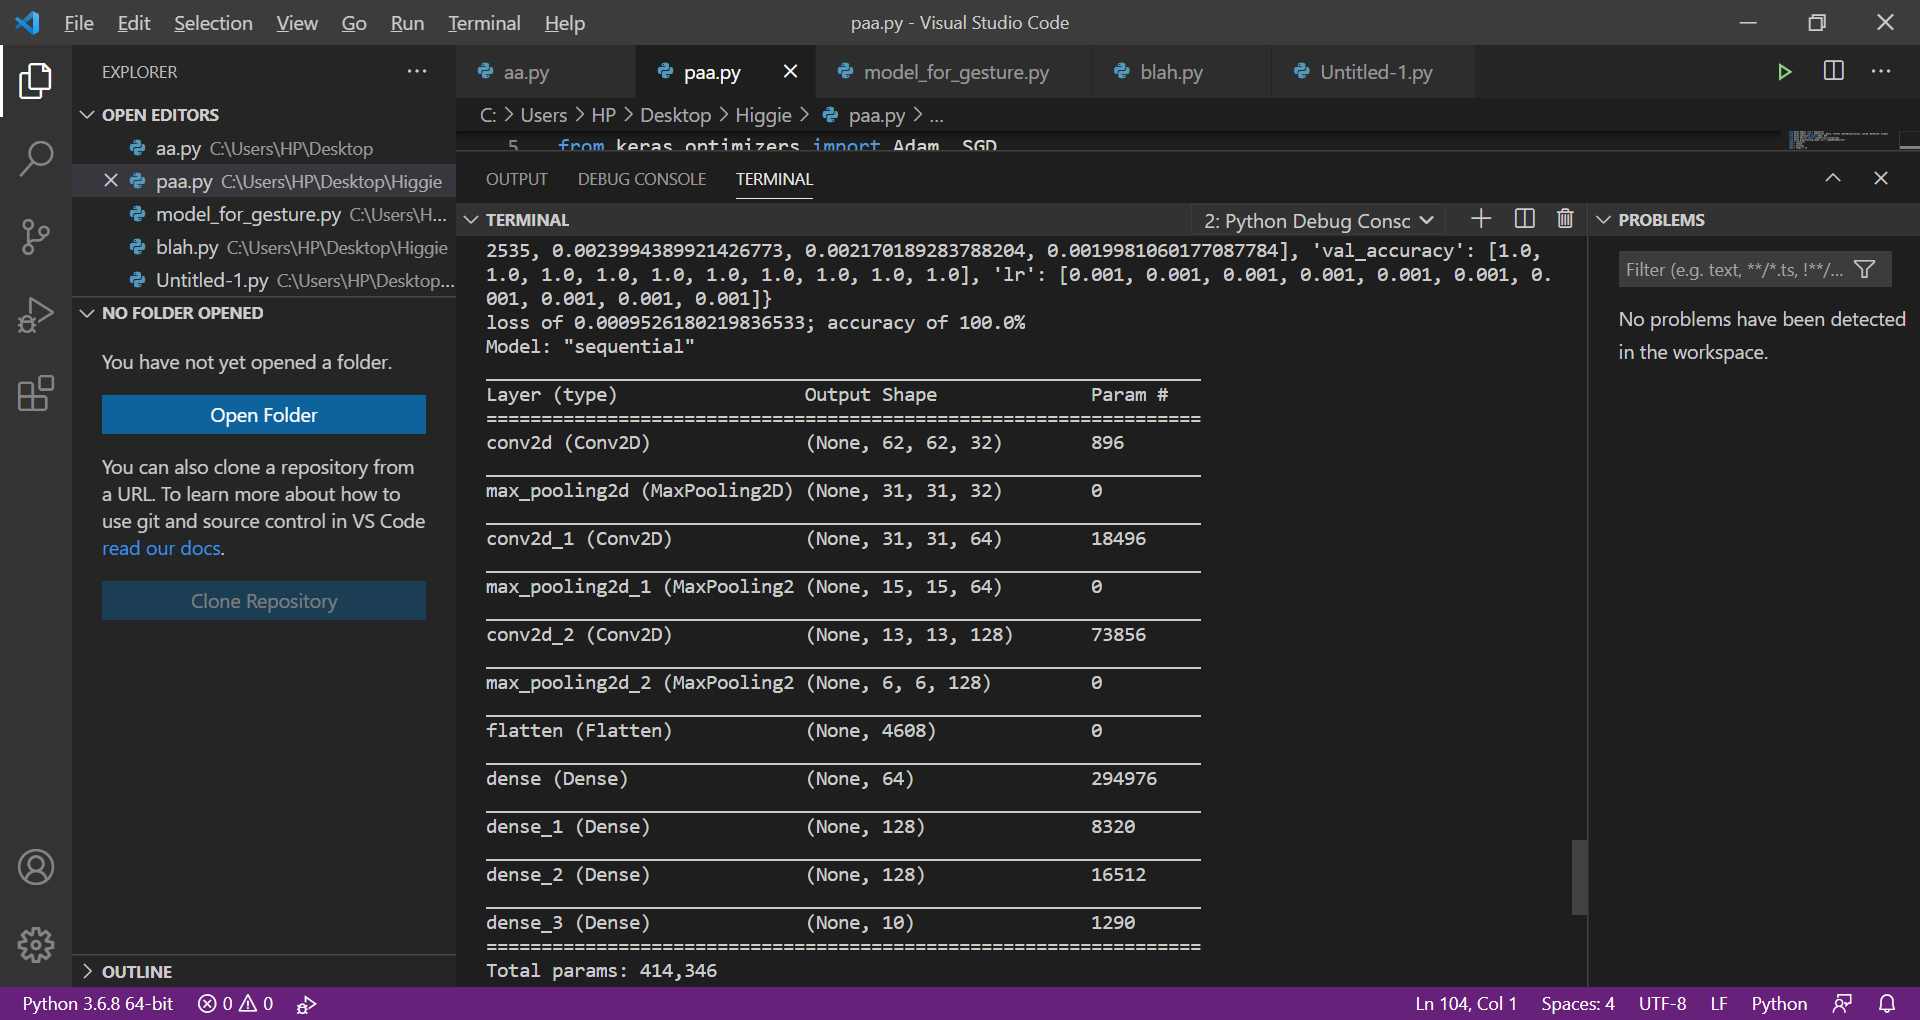 File Edit Selection View Go Run Terminal Help
paa.py - Visual Studio Code
EXPLORER
OPEN EDITORS
aa.py C:\Users\HP\Desktop
paa.py C:\Users\HP\Desktop\Higgie
model_for_gesture.py C:\Users\H...
blah.py C:\Users\HP\Desktop\Higgie
Untitled-1.py C:\Users\HP\Desktop...
NO FOLDER OPENED
You have not yet opened a folder.
Open Folder
You can also clone a repository from
a URL. To learn more about how to
use git and source control in VS Code
read our docs.
Clone Repository
OUTLINE
aa.py paa.py model_for_gesture.py blah.py Untitled-1.py
C: > Users > HP > Desktop > Higgie > paa.py > ...
5 from keras.optimizers import Adam, SGD
OUTPUT DEBUG CONSOLE TERMINAL
TERMINAL
2: Python Debug Consc
2535, 0.0023994389921426773, 0.002170189283788204, 0.0019981060177087784], 'val_accuracy': [1.0,
1.0, 1.0, 1.0, 1.0, 1.0, 1.0, 1.0, 1.0, 1.0], 'lr': [0.001, 0.001, 0.001, 0.001, 0.001, 0.001, 0.
001, 0.001, 0.001, 0.001]}
loss of 0.0009526180219836533; accuracy of 100.0%
Model: "sequential"
Layer (type) Output Shape Param #
conv2d (Conv2D) (None, 62, 62, 32) 896
max_pooling2d (MaxPooling2D) (None, 31, 31, 32) 0
conv2d_1 (Conv2D) (None, 31, 31, 64) 18496
max_pooling2d_1 (MaxPooling2 (None, 15, 15, 64) 0
conv2d_2 (Conv2D) (None, 13, 13, 128) 73856
max_pooling2d_2 (MaxPooling2 (None, 6, 6, 128) 0
flatten (Flatten) (None, 4608) 0
dense (Dense) (None, 64) 294976
dense_1 (Dense) (None, 128) 8320
dense_2 (Dense) (None, 128) 16512
dense_3 (Dense) (None, 10) 1290
Total params: 414,346
PROBLEMS
Filter (e.g. text, **/*.ts, !**/...
No problems have been detected
in the workspace.
Python 3.6.8 64-bit 0 0
Ln 104, Col 1 Spaces: 4 UTF-8 LF Python